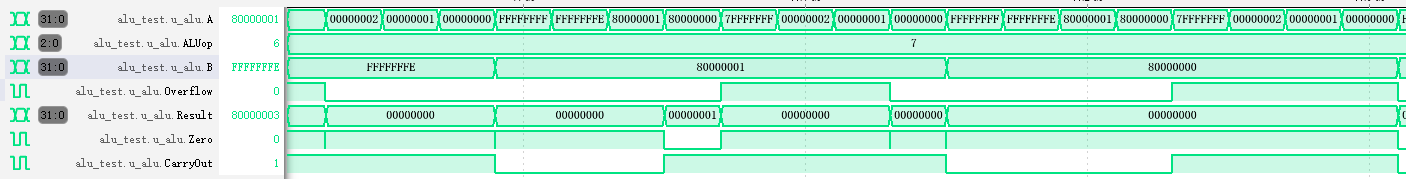 31:0 alu_test.u_alu.A 80000001 00000002 00000001 00000000 FFFFFFFF FFFFFFFE 80000001 80000000 7FFFFFFF 00000002 00000001 00000000 FFFFFFFF FFFFFFFE 80000001 80000000 7FFFFFFF 00000002 00000001 00000000 F
2:0 alu_test.u_alu.ALUop 6 7
31:0 alu_test.u_alu.B FFFFFFFE FFFFFFFE 80000001 80000000
alu_test.u_alu.Overflow 0
31:0 alu_test.u_alu.Result 80000003 00000000 00000000 00000001 00000000 00000000 00000000 0
alu_test.u_alu.Zero 0
alu_test.u_alu.CarryOut 1